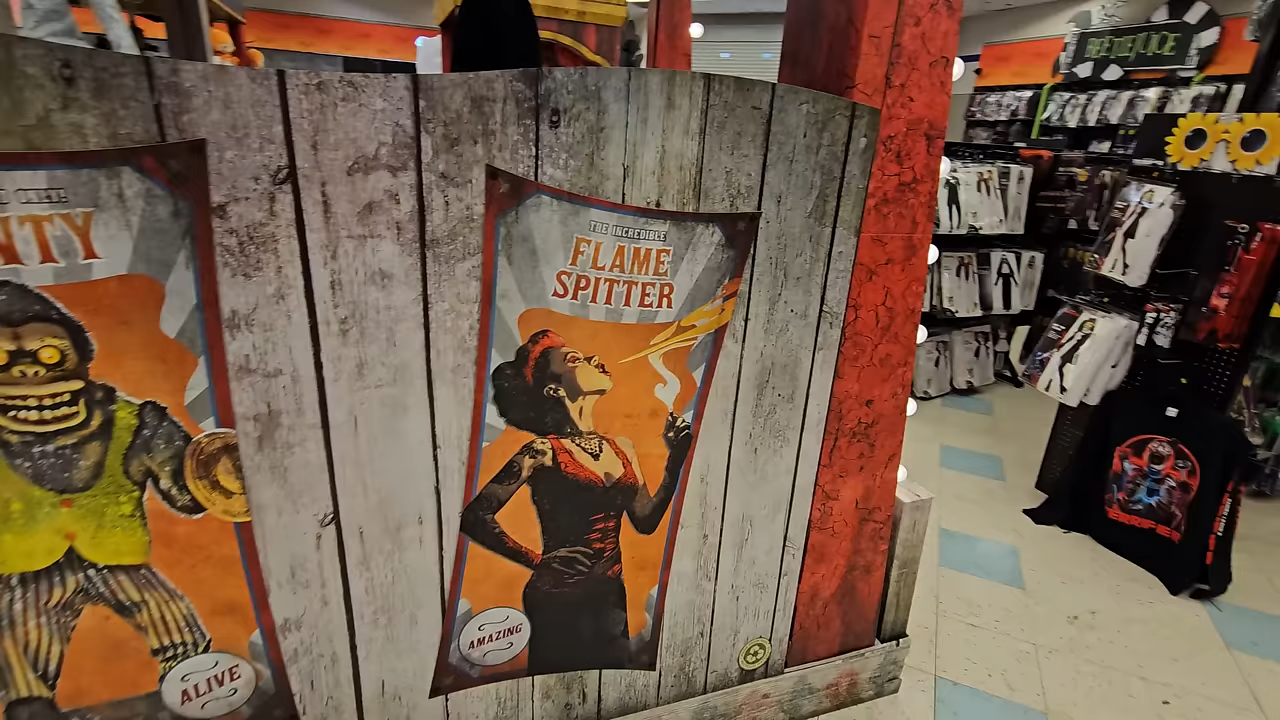 NTY
ALIVE
THE INCREDIBLE
FLAME
SPITTER
AMAZING
BEETLEJUICE